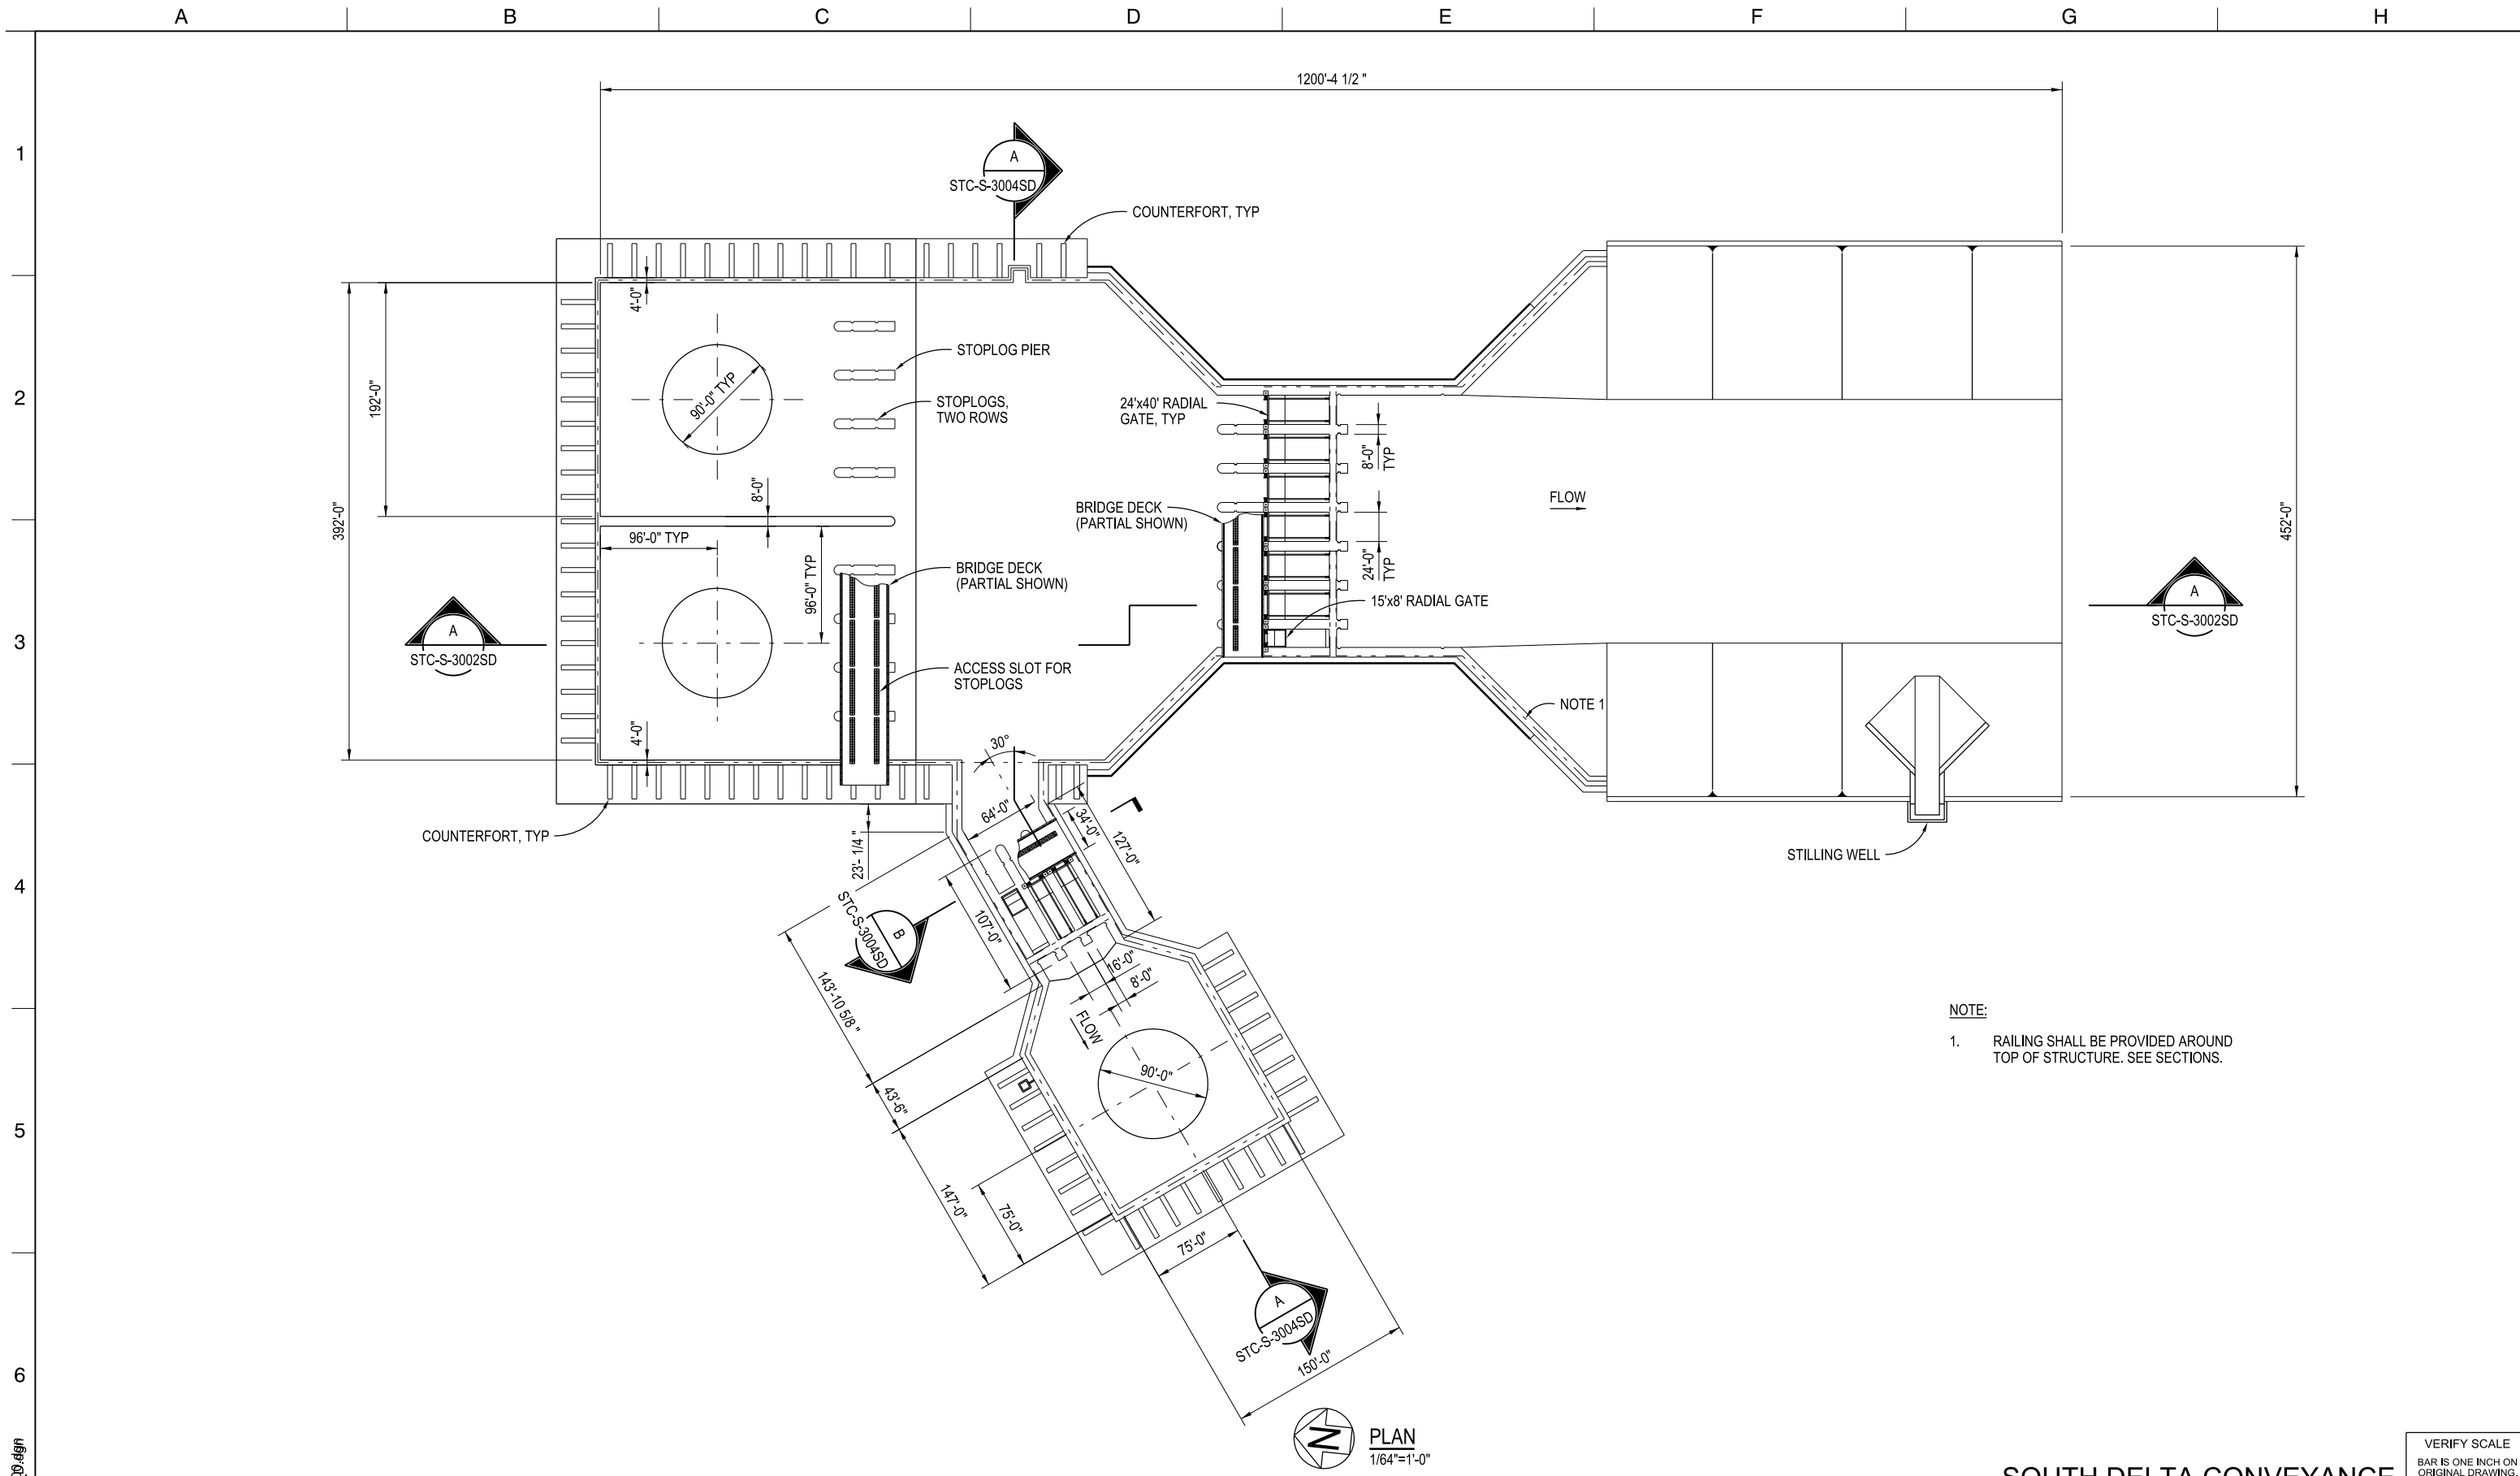 A B C D E F G H
1200'-4 1/2 "
1
A
STC-S-3004SD
COUNTERFORT, TYP
4'-0"
192'-0"
90'-0" TYP
STOPLOG PIER
2
STOPLOGS,
TWO ROWS
24'x40' RADIAL
GATE, TYP
8'-0"
TYP
392'-0"
8'-0"
BRIDGE DECK
(PARTIAL SHOWN)
FLOW
452'-0"
96'-0" TYP
96'-0" TYP
BRIDGE DECK
(PARTIAL SHOWN)
24'-0"
TYP
15'x8' RADIAL GATE
3
A
STC-S-3002SD
A
STC-S-3002SD
ACCESS SLOT FOR
STOPLOGS
NOTE 1
4'-0"
30°
COUNTERFORT, TYP
64'-0"
34'-0"
127'-0"
23'- 1/4 "
STILLING WELL
4
B
STC-S-3004SD
107'-0"
16'-0"
8'-0"
143'-10 5/8 "
FLOW
NOTE:
1. RAILING SHALL BE PROVIDED AROUND
TOP OF STRUCTURE. SEE SECTIONS.
90'-0"
43'-6"
5
147'-0"
75'-0"
75'-0"
A
STC-S-3004SD
150'-0"
6
N
PLAN
1/64"=1'-0"
VERIFY SCALE
BAR IS ONE INCH ON
ORIGINAL DRAWING.
SOUTH DELTA CONVEYANCE